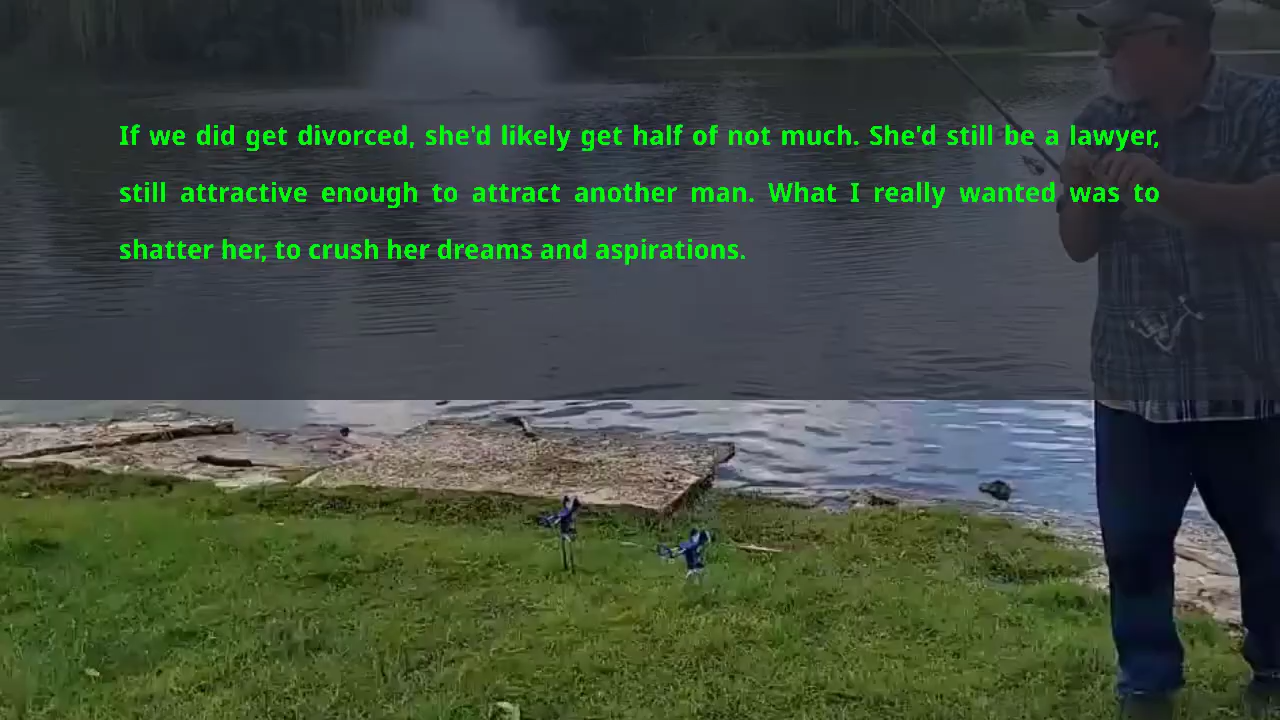 If we did get divorced, she'd likely get half of not much. She'd still be a lawyer,
still attractive enough to attract another man. What I really wanted was to
shatter her, to crush her dreams and aspirations.